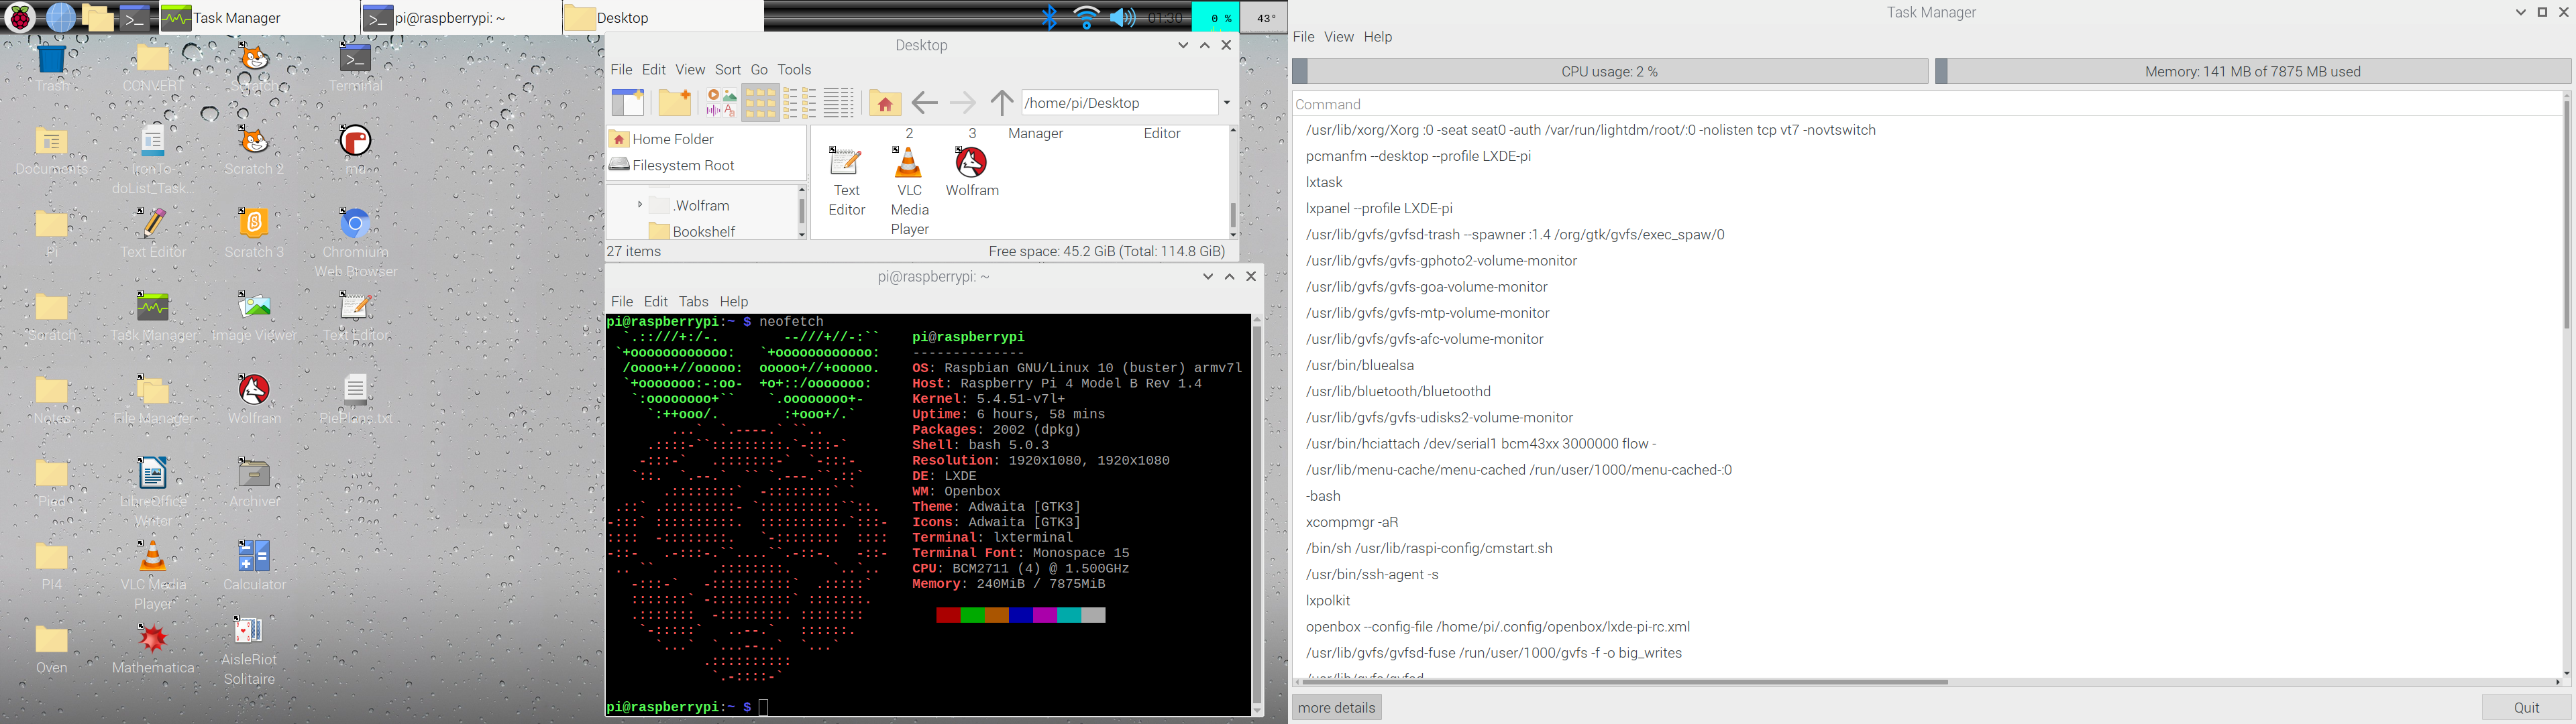 Task Manager
pi@raspberrypi: ~
Desktop
01:30
0 %
43°
Trash
CONVERT
Scratch
Terminal
Documents
IronTo
doList_Task...
Scratch 2
mu
Pi
Text Editor
Scratch 3
Chromium
Web Browser
Scratch
Task Manager
Image Viewer
Text Editor
Notes
File Manager
Wolfram
PiePlans.txt
LibreOffice
Writer
Archiver
PI4
VLC Media
Player
Calculator
Oven
Mathematica
AisleRiot
Solitaire
Desktop
File Edit View Sort Go Tools
/home/pi/Desktop
Home Folder
Filesystem Root
.Wolfram
Bookshelf
2 3 Manager Editor
Text
Editor
VLC
Media
Player
Wolfram
27 items
Free space: 45.2 GiB (Total: 114.8 GiB)
pi@raspberrypi: ~
File Edit Tabs Help
pi@raspberrypi:~ $ neofetch
pi@raspberrypi
--------------
OS: Raspbian GNU/Linux 10 (buster) armv7l
Host: Raspberry Pi 4 Model B Rev 1.4
Kernel: 5.4.51-v7l+
Uptime: 6 hours, 58 mins
Packages: 2002 (dpkg)
Shell: bash 5.0.3
Resolution: 1920x1080, 1920x1080
DE: LXDE
WM: Openbox
Theme: Adwaita [GTK3]
Icons: Adwaita [GTK3]
Terminal: lxterminal
Terminal Font: Monospace 15
CPU: BCM2711 (4) @ 1.500GHz
Memory: 240MiB / 7875MiB
pi@raspberrypi:~ $
Task Manager
File View Help
CPU usage: 2 %
Memory: 141 MB of 7875 MB used
Command
/usr/lib/xorg/Xorg :0 -seat seat0 -auth /var/run/lightdm/root/:0 -nolisten tcp vt7 -novtswitch
pcmanfm --desktop --profile LXDE-pi
lxtask
lxpanel --profile LXDE-pi
/usr/lib/gvfs/gvfsd-trash --spawner :1.4 /org/gtk/gvfs/exec_spaw/0
/usr/lib/gvfs/gvfs-gphoto2-volume-monitor
/usr/lib/gvfs/gvfs-goa-volume-monitor
/usr/lib/gvfs/gvfs-mtp-volume-monitor
/usr/lib/gvfs/gvfs-afc-volume-monitor
/usr/bin/bluealsa
/usr/lib/bluetooth/bluetoothd
/usr/lib/gvfs/gvfs-udisks2-volume-monitor
/usr/bin/hciattach /dev/serial1 bcm43xx 3000000 flow -
/usr/lib/menu-cache/menu-cached /run/user/1000/menu-cached-:0
-bash
xcompmgr -aR
/bin/sh /usr/lib/raspi-config/cmstart.sh
/usr/bin/ssh-agent -s
lxpolkit
openbox --config-file /home/pi/.config/openbox/lxde-pi-rc.xml
/usr/lib/gvfs/gvfsd-fuse /run/user/1000/gvfs -f -o big_writes
/usr/lib/gvfs/gvfsd
more details
Quit